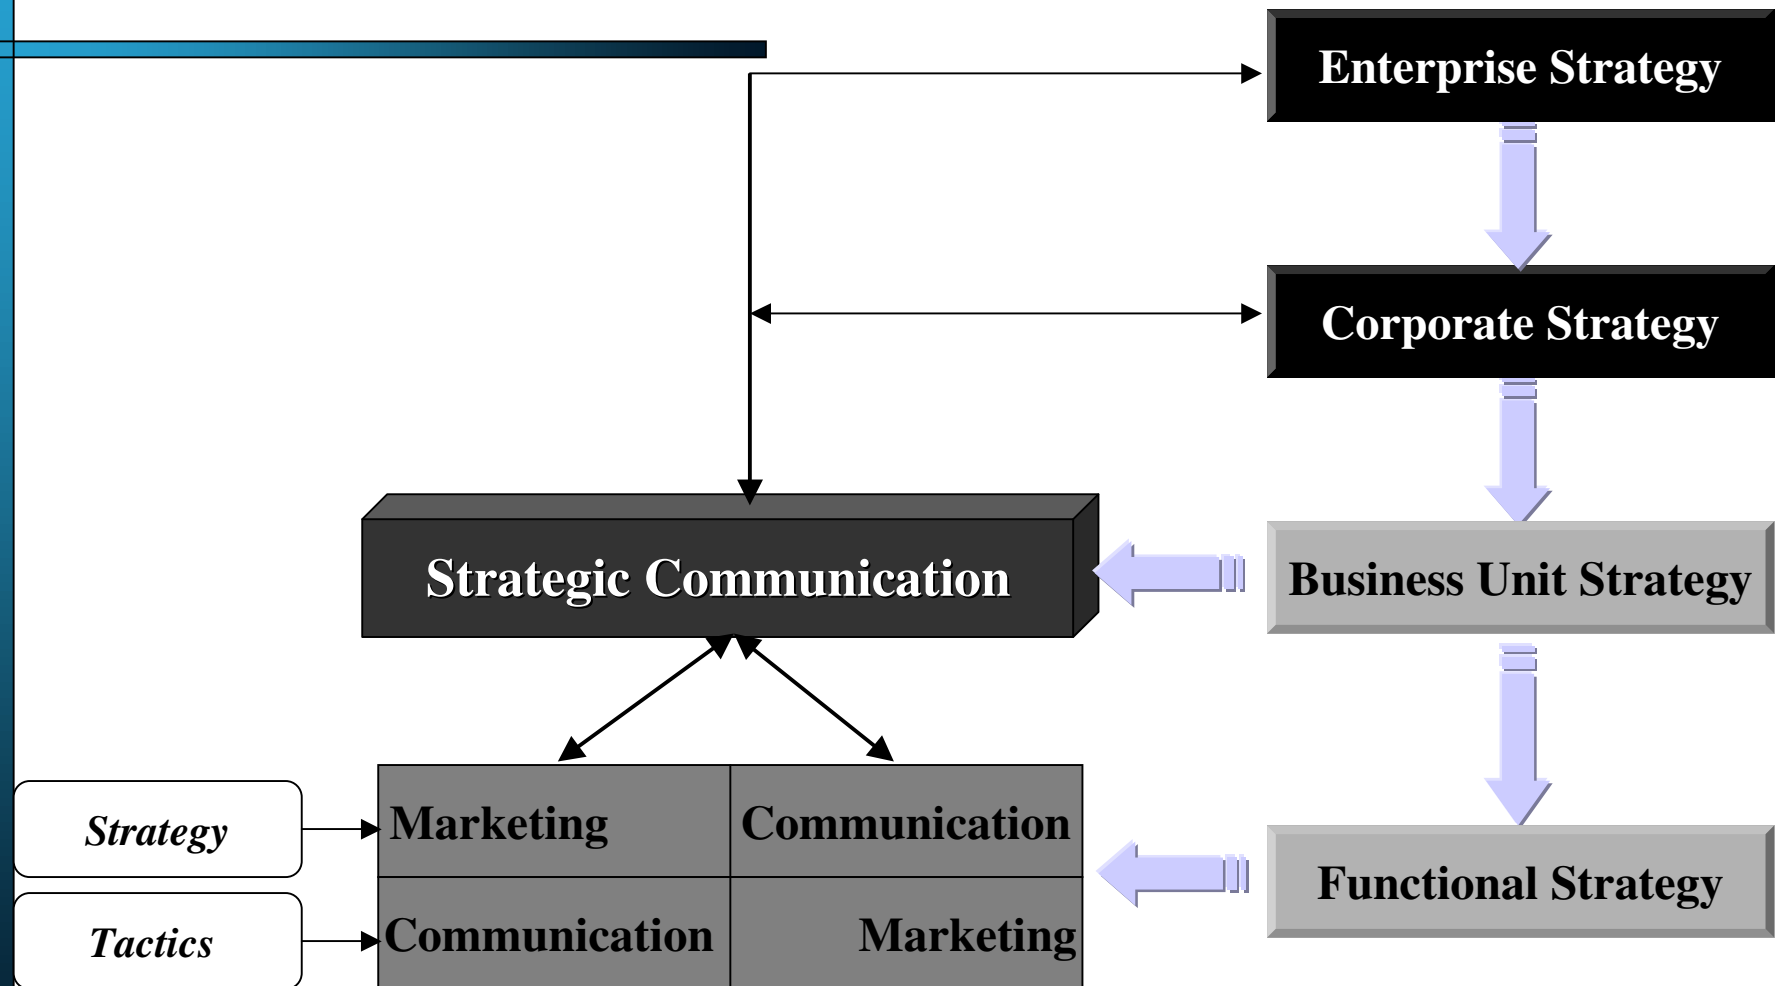 Enterprise Strategy
Corporate Strategy
Strategic Communication
Business Unit Strategy
Strategy
Marketing
Communication
Functional Strategy
Tactics
Communication
Marketing